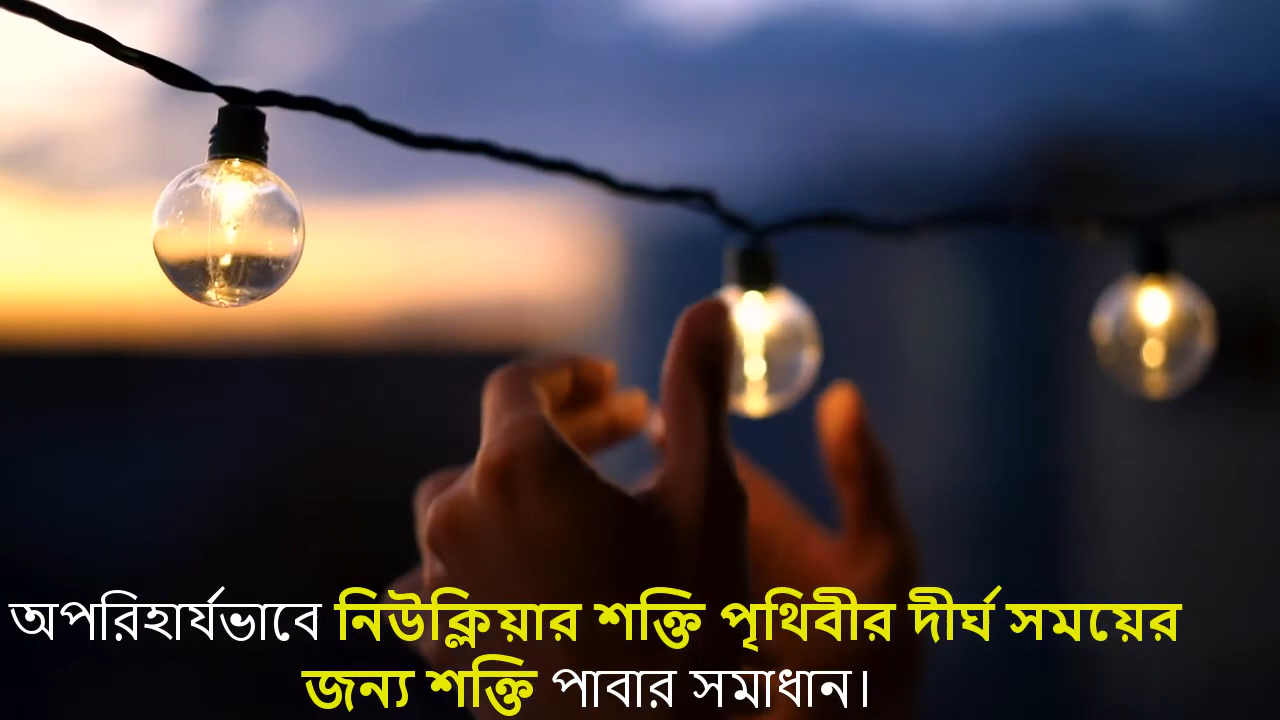 অপরিহার্যভাবে নিউক্লিয়ার শক্তি পৃথিবীর দীর্ঘ সময়ের
জন্য শক্তি পাবার সমাধান।